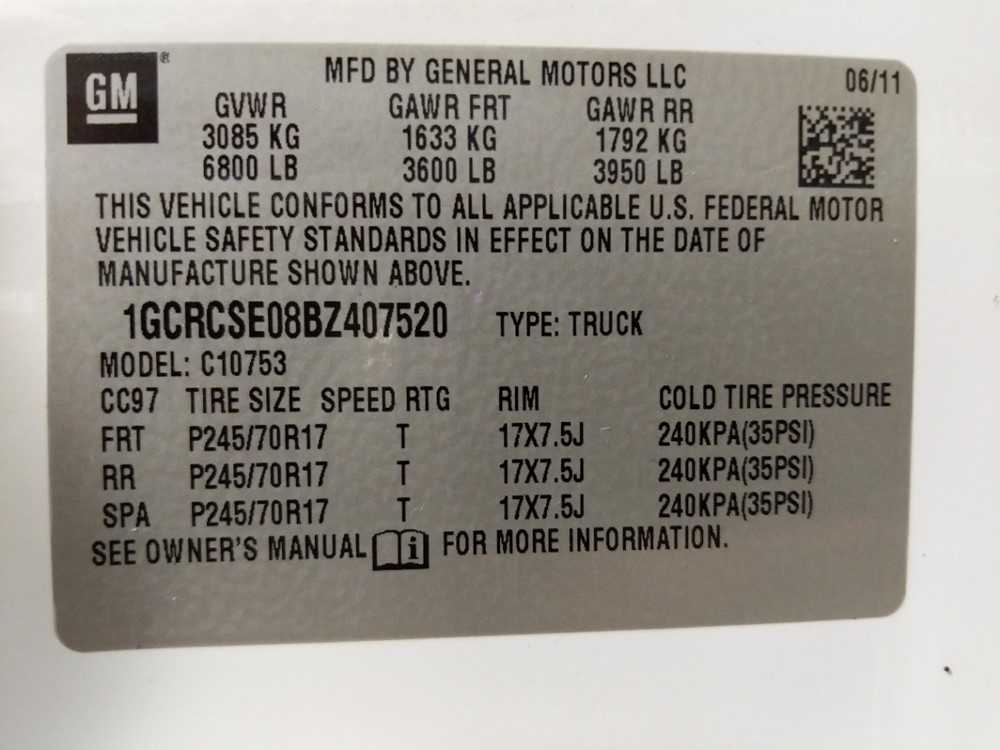 GM ®
MFD BY GENERAL MOTORS LLC 06/11
GVWR GAWR FRT GAWR RR
3085 KG 1633 KG 1792 KG
6800 LB 3600 LB 3950 LB
THIS VEHICLE CONFORMS TO ALL APPLICABLE U.S. FEDERAL MOTOR
VEHICLE SAFETY STANDARDS IN EFFECT ON THE DATE OF
MANUFACTURE SHOWN ABOVE.
1GCRCSE08BZ407520 TYPE: TRUCK
MODEL: C10753
CC97 TIRE SIZE SPEED RTG RIM COLD TIRE PRESSURE
FRT P245/70R17 T 17X7.5J 240KPA(35PSI)
RR P245/70R17 T 17X7.5J 240KPA(35PSI)
SPA P245/70R17 T 17X7.5J 240KPA(35PSI)
SEE OWNER'S MANUAL i FOR MORE INFORMATION.